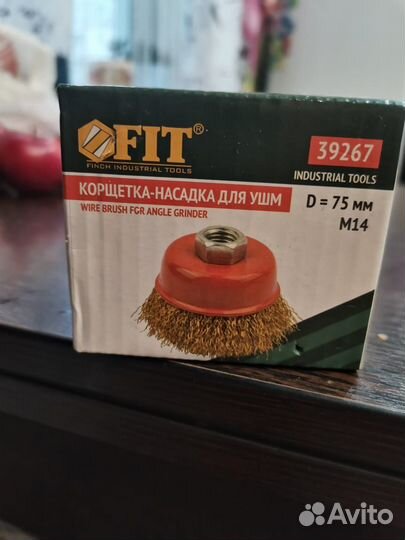 FIT®
FINCH INDUSTRIAL TOOLS
39267
INDUSTRIAL TOOLS
КОРЩЕТКА-НАСАДКА ДЛЯ УШМ
WIRE BRUSH FGR ANGLE GRINDER
D = 75 мм
М14
Avito